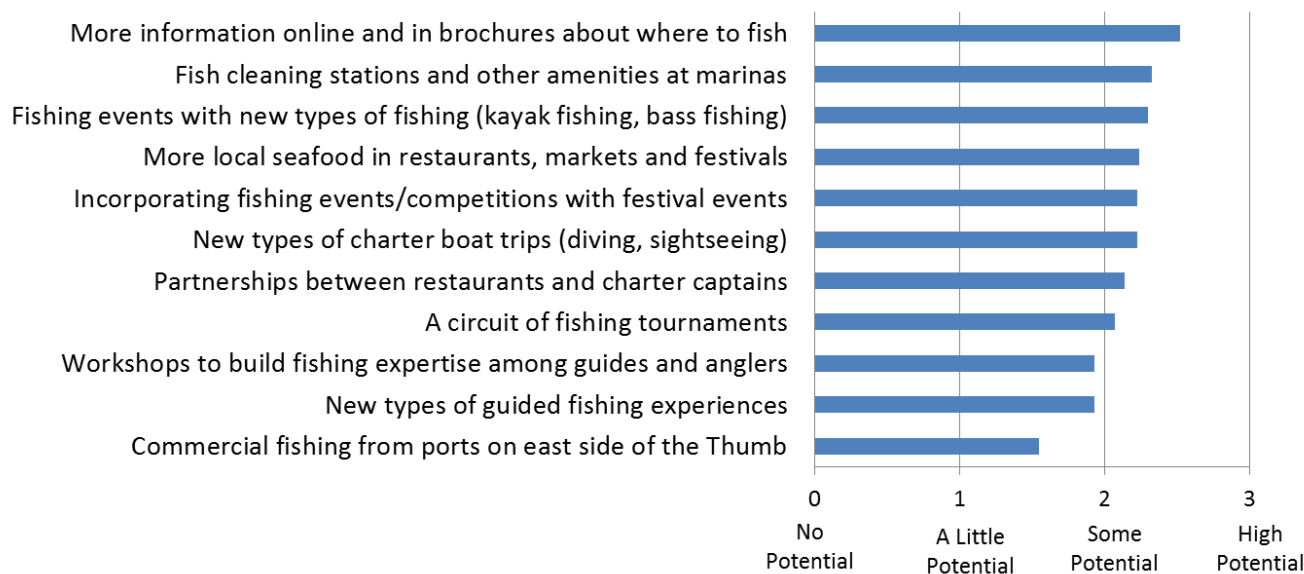 More information online and in brochures about where to fish
Fish cleaning stations and other amenities at marinas
Fishing events with new types of fishing (kayak fishing, bass fishing)
More local seafood in restaurants, markets and festivals
Incorporating fishing events/competitions with festival events
New types of charter boat trips (diving, sightseeing)
Partnerships between restaurants and charter captains
A circuit of fishing tournaments
Workshops to build fishing expertise among guides and anglers
New types of guided fishing experiences
Commercial fishing from ports on east side of the Thumb
0 1 2 3
No A Little Some High
Potential Potential Potential Potential